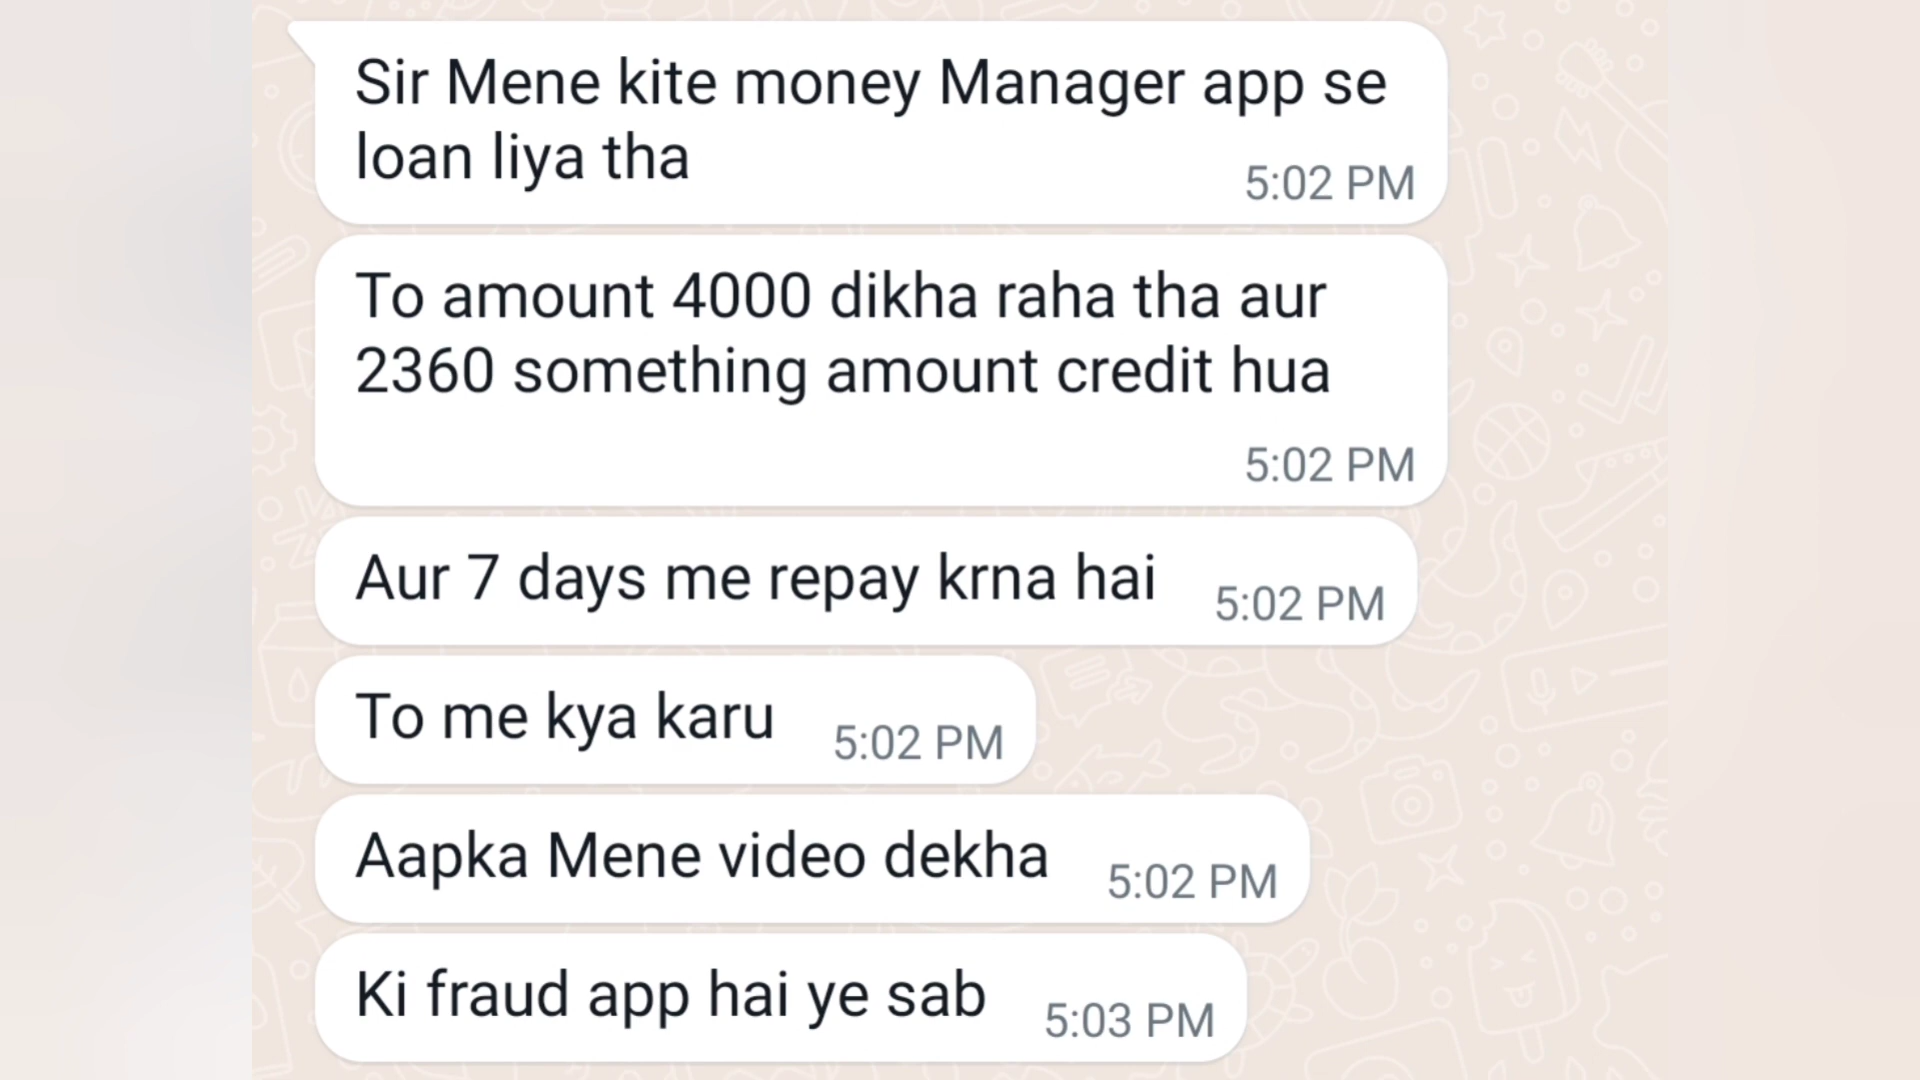 Sir Mene kite money Manager app se
loan liya tha
5:02 PM
To amount 4000 dikha raha tha aur
2360 something amount credit hua
5:02 PM
Aur 7 days me repay krna hai
5:02 PM
To me kya karu
5:02 PM
Aapka Mene video dekha
5:02 PM
Ki fraud app hai ye sab
5:03 PM